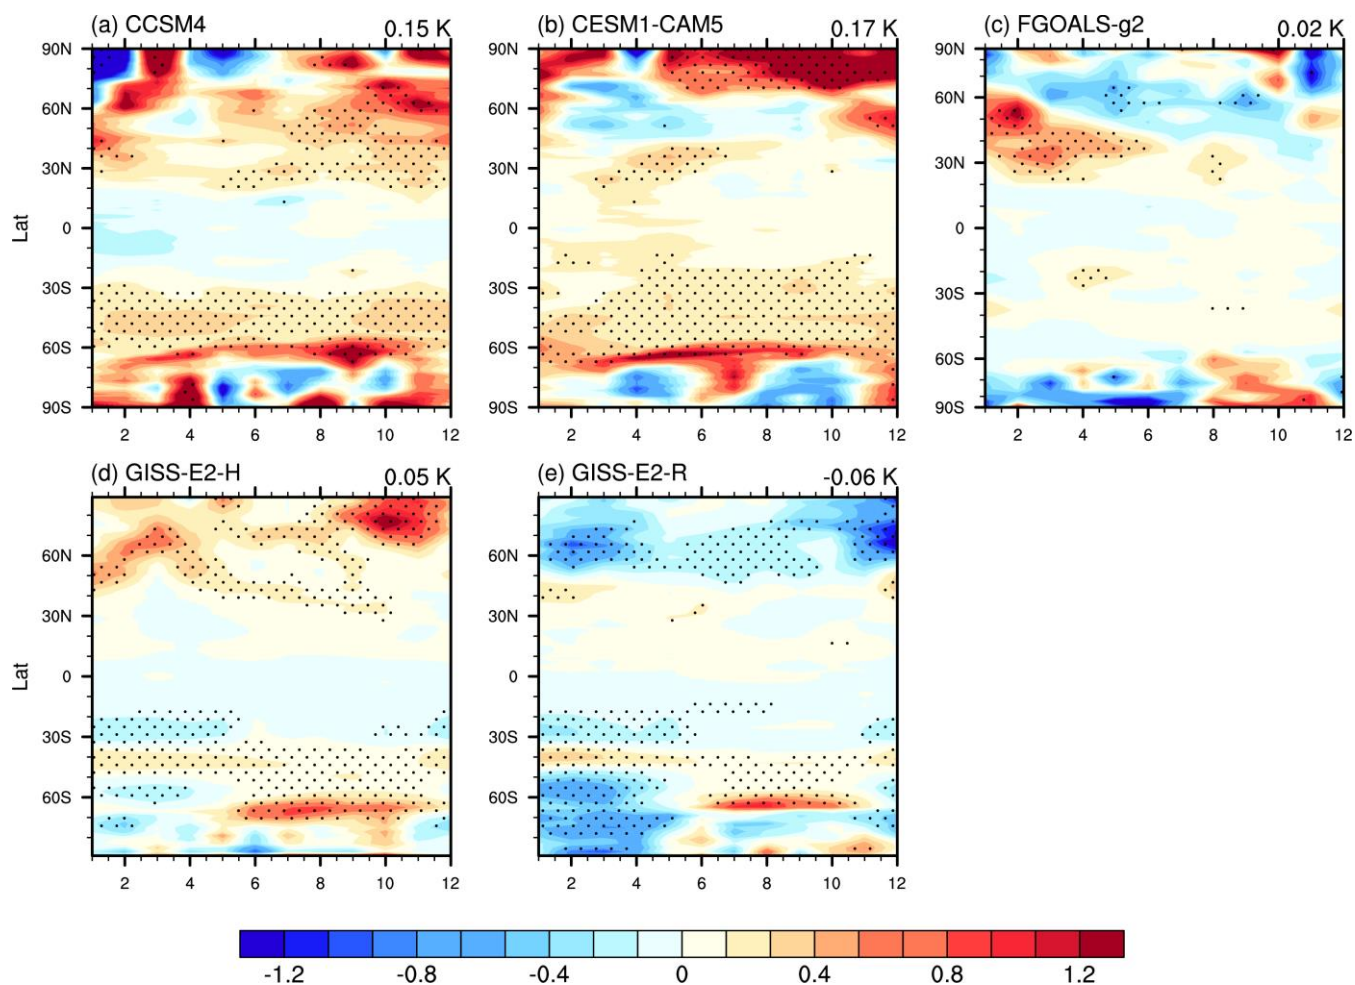 (a) CCSM4 0.15 K
(b) CESM1-CAM5 0.17 K
(c) FGOALS-g2 0.02 K
90N 90N 90N
60N 60N 60N
30N 30N 30N
Lat 0 0 0
30S 30S 30S
60S 60S 60S
90S 90S 90S
2 4 6 8 10 12 2 4 6 8 10 12 2 4 6 8 10 12
(d) GISS-E2-H 0.05 K
(e) GISS-E2-R -0.06 K
60N 60N
30N 30N
Lat 0 0
30S 30S
60S 60S
2 4 6 8 10 12 2 4 6 8 10 12
-1.2 -0.8 -0.4 0 0.4 0.8 1.2